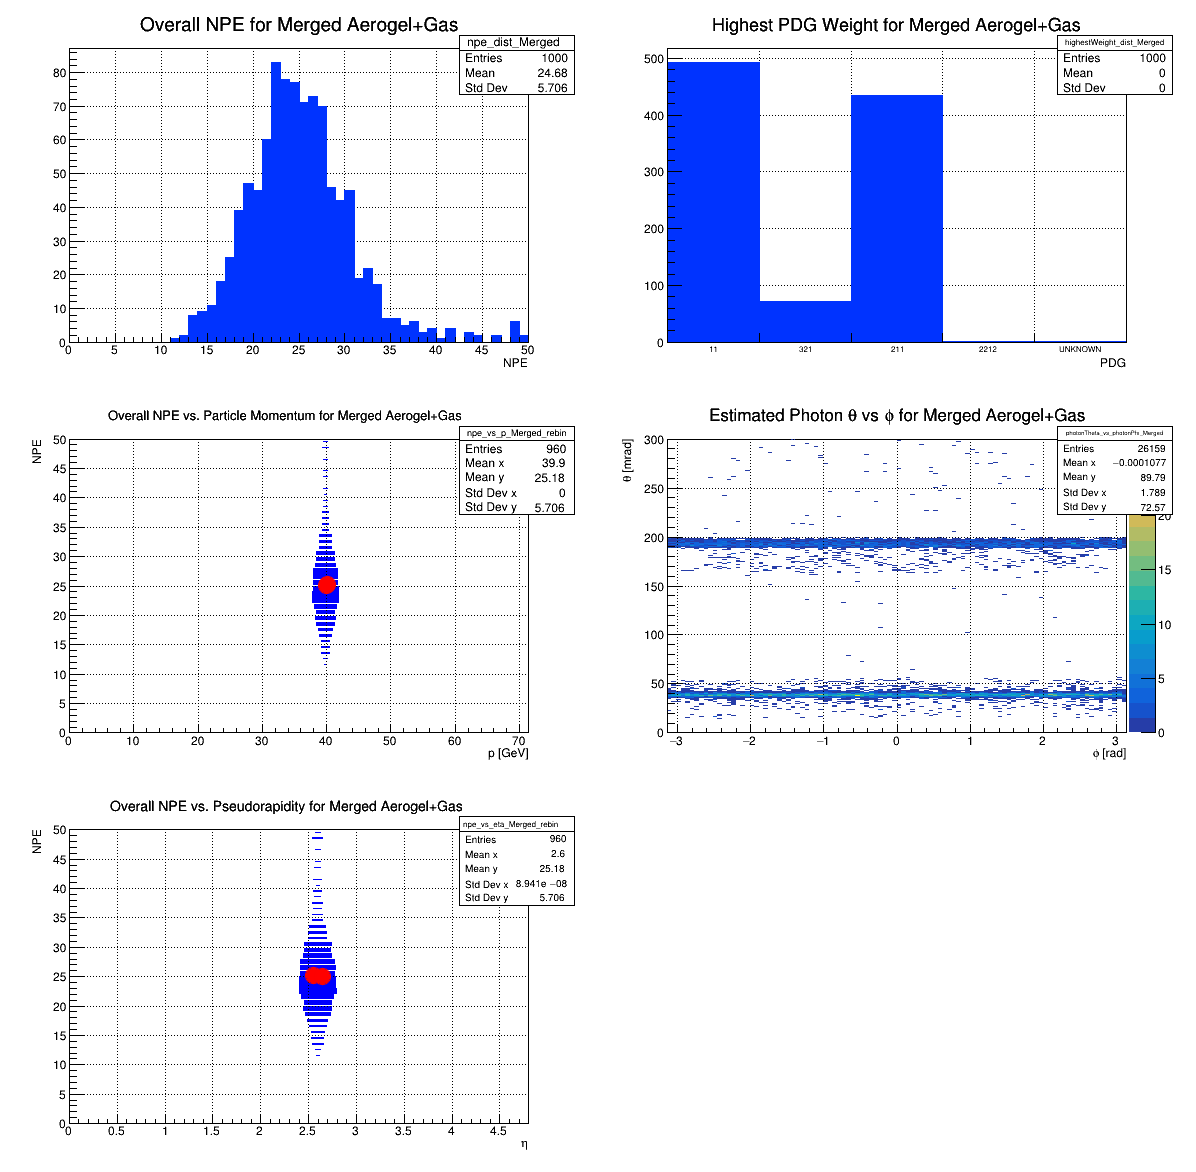 Overall NPE for Merged Aerogel+Gas
npe_dist_Merged
Entries 1000
Mean 24.68
Std Dev 5.706
80
70
60
50
40
30
20
10
0
0 5 10 15 20 25 30 35 40 45 50
NPE
Highest PDG Weight for Merged Aerogel+Gas
highestWeight_dist_Merged
Entries 1000
Mean 0
Std Dev 0
500
400
300
200
100
0
11 321 211 2212 UNKNOWN
PDG
Overall NPE vs. Particle Momentum for Merged Aerogel+Gas
npe_vs_p_Merged_rebin
Entries 960
Mean x 39.9
Mean y 25.18
Std Dev x 0
Std Dev y 5.706
NPE
50
45
40
35
30
25
20
15
10
5
0
0 10 20 30 40 50 60 70
p [GeV]
Estimated Photon θ vs ϕ for Merged Aerogel+Gas
photonTheta_vs_photonPhi_Merged
Entries 26159
Mean x −0.0001077
Mean y 89.79
Std Dev x 1.789
Std Dev y 72.57
θ [mrad]
300
250
200
150
100
50
0
−3 −2 −1 0 1 2 3
ϕ [rad]
20
15
10
5
0
Overall NPE vs. Pseudorapidity for Merged Aerogel+Gas
npe_vs_eta_Merged_rebin
Entries 960
Mean x 2.6
Mean y 25.18
Std Dev x 8.941e −08
Std Dev y 5.706
NPE
50
45
40
35
30
25
20
15
10
5
0
0 0.5 1 1.5 2 2.5 3 3.5 4 4.5
η